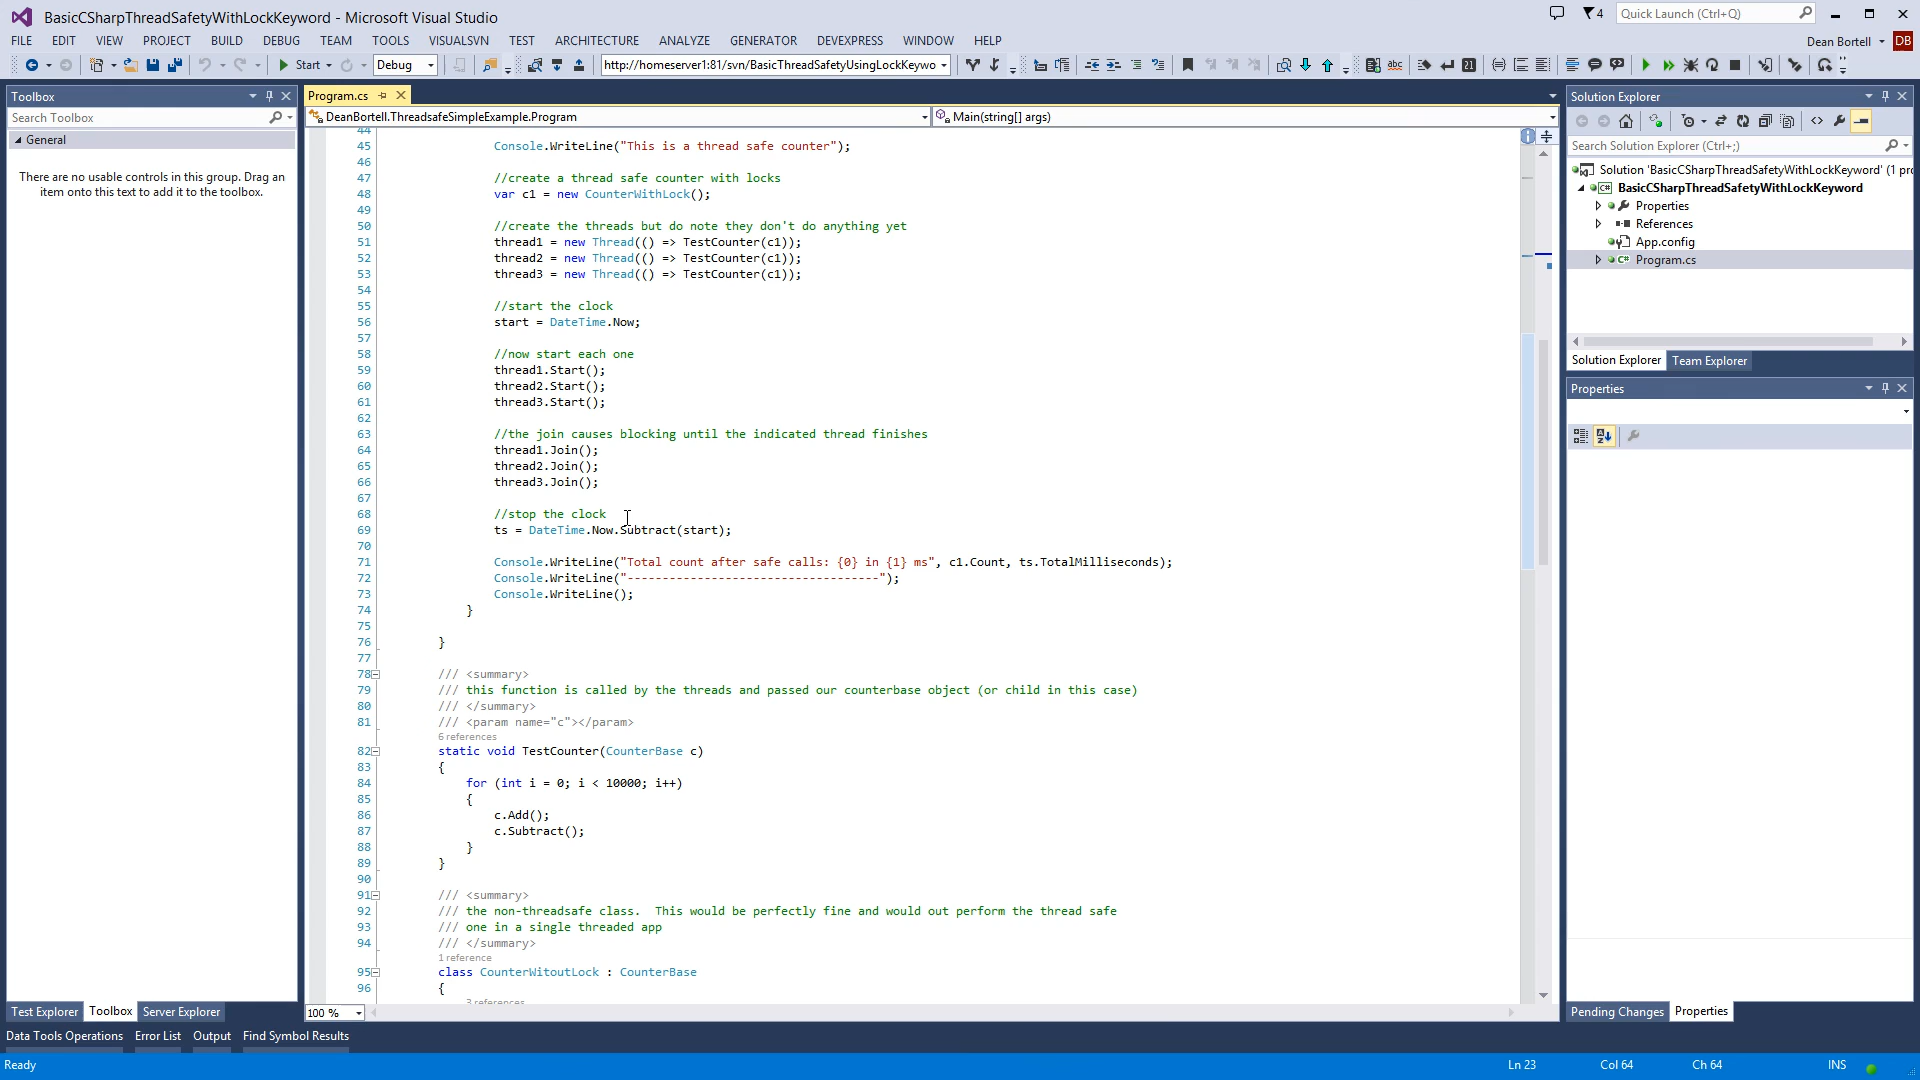 BasicCSharpThreadSafetyWithLockKeyword - Microsoft Visual Studio
4
Quick Launch (Ctrl+Q)
FILE EDIT VIEW PROJECT BUILD DEBUG TEAM TOOLS VISUALSVN TEST ARCHITECTURE ANALYZE GENERATOR DEVEXPRESS WINDOW HELP
Dean Bortell DB
Start Debug http://homeserver1:81/svn/BasicThreadSafetyUsingLockKeywo
Toolbox
Search Toolbox
General
There are no usable controls in this group. Drag an
item onto this text to add it to the toolbox.
Test Explorer Toolbox Server Explorer
Program.cs
DeanBortell.ThreadsafeSimpleExample.Program Main(string[] args)
44
45 Console.WriteLine("This is a thread safe counter");
46
47 //create a thread safe counter with locks
48 var c1 = new CounterWithLock();
49
50 //create the threads but do note they don't do anything yet
51 thread1 = new Thread(() => TestCounter(c1));
52 thread2 = new Thread(() => TestCounter(c1));
53 thread3 = new Thread(() => TestCounter(c1));
54
55 //start the clock
56 start = DateTime.Now;
57
58 //now start each one
59 thread1.Start();
60 thread2.Start();
61 thread3.Start();
62
63 //the join causes blocking until the indicated thread finishes
64 thread1.Join();
65 thread2.Join();
66 thread3.Join();
67
68 //stop the clock
69 ts = DateTime.Now.Subtract(start);
70
71 Console.WriteLine("Total count after safe calls: {0} in {1} ms", c1.Count, ts.TotalMilliseconds);
72 Console.WriteLine("------------------------------------");
73 Console.WriteLine();
74 }
75
76 }
77
78 /// <summary>
79 /// this function is called by the threads and passed our counterbase object (or child in this case)
80 /// </summary>
81 /// <param name="c"></param>
6 references
82 static void TestCounter(CounterBase c)
83 {
84 for (int i = 0; i < 10000; i++)
85 {
86 c.Add();
87 c.Subtract();
88 }
89 }
90
91 /// <summary>
92 /// the non-threadsafe class.  This would be perfectly fine and would out perform the thread safe
93 /// one in a single threaded app
94 /// </summary>
1 reference
95 class CounterWitoutLock : CounterBase
96 {
3 references
100 %
Solution Explorer
Search Solution Explorer (Ctrl+;)
Solution 'BasicCSharpThreadSafetyWithLockKeyword' (1 pro
BasicCSharpThreadSafetyWithLockKeyword
Properties
References
App.config
Program.cs
Solution Explorer Team Explorer
Properties
Pending Changes Properties
Data Tools Operations Error List Output Find Symbol Results
Ready Ln 23 Col 64 Ch 64 INS